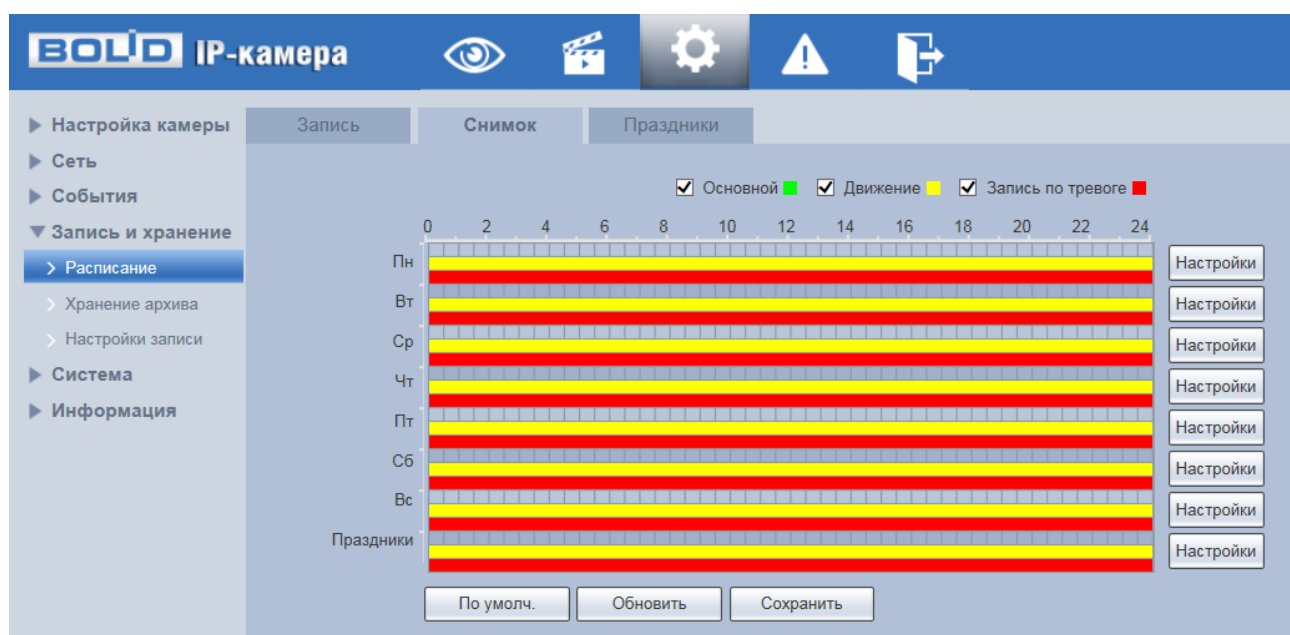 BOLID IP-камера
Настройка камеры
Сеть
События
Запись и хранение
Расписание
Хранение архива
Настройки записи
Система
Информация
Запись Снимок Праздники
Основной Движение Запись по тревоге
0 2 4 6 8 10 12 14 16 18 20 22 24
Пн Настройки
Вт Настройки
Ср Настройки
Чт Настройки
Пт Настройки
Сб Настройки
Вс Настройки
Праздники Настройки
По умолч. Обновить Сохранить